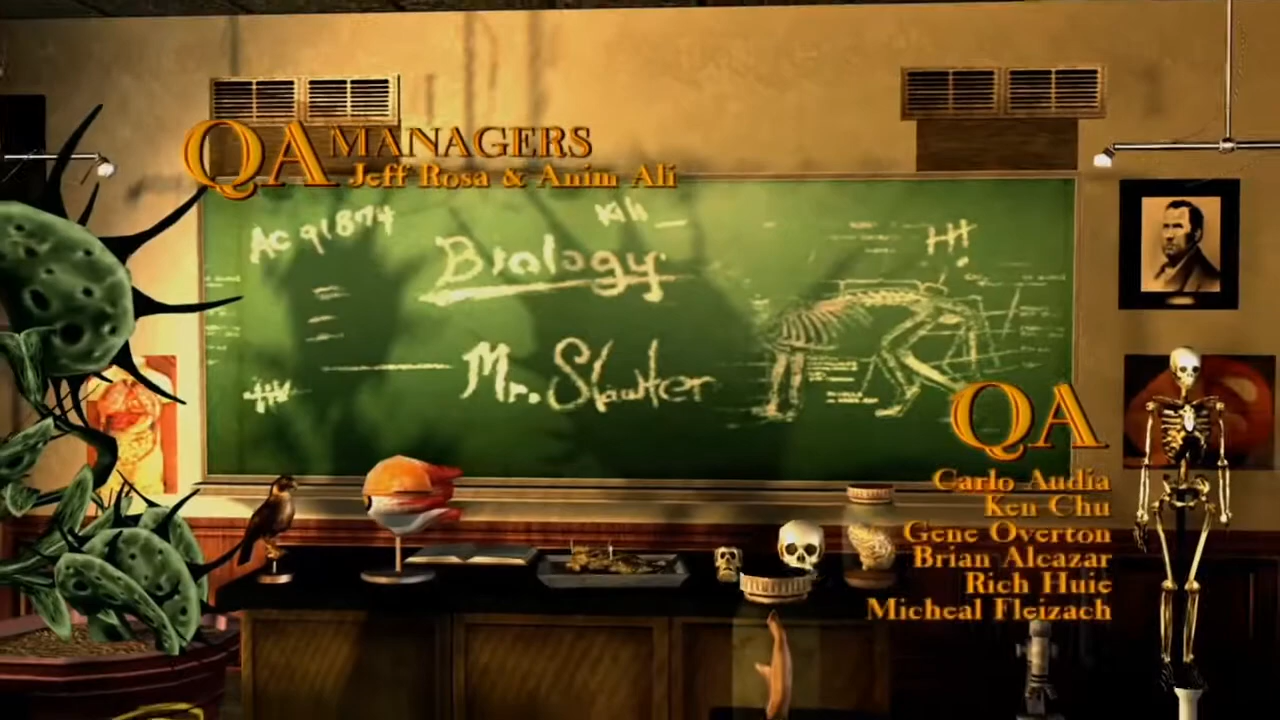 QA MANAGERS
Jeff Rosa & Anim Ali
Ac 91874
Biology
Mr. Slawter
QA
Carlo Audia
Ken Chu
Gene Overton
Brian Alcazar
Rich Huie
Micheal Fleizach